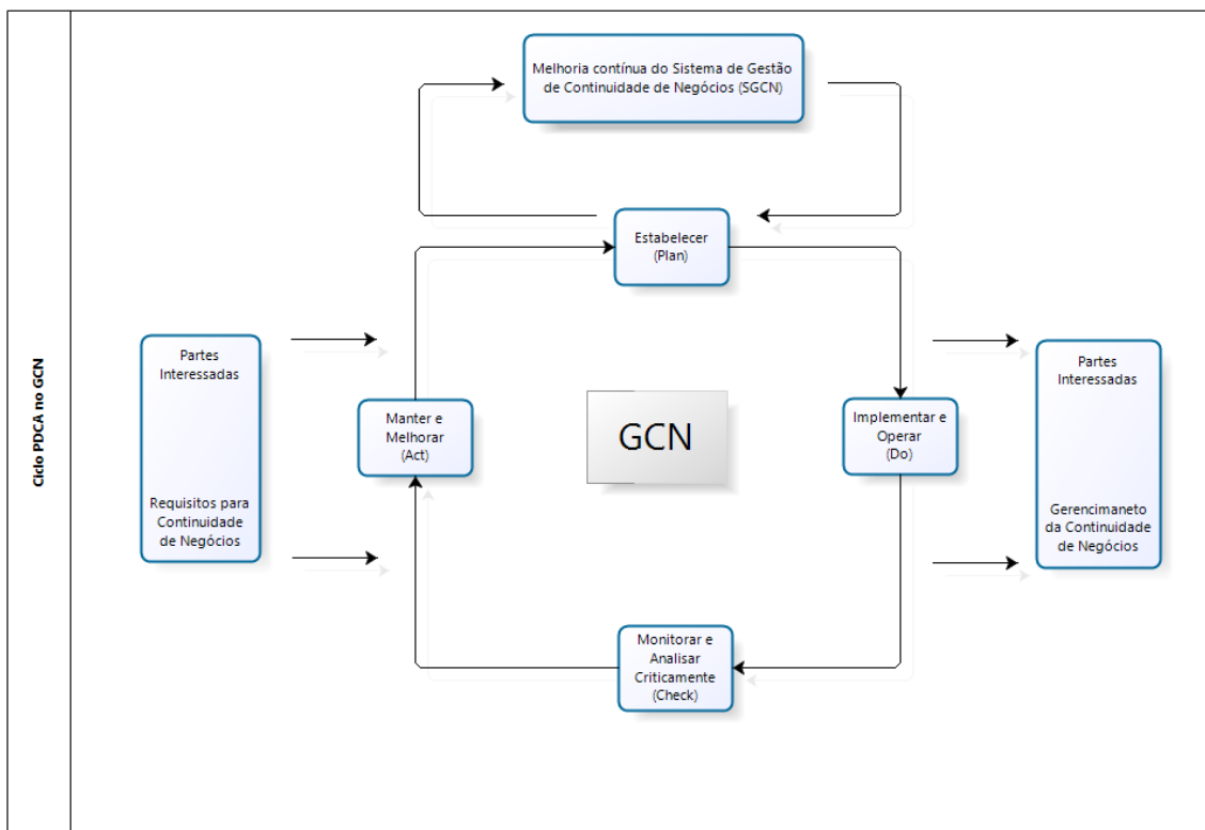 Ciclo PDCA no GCN
Melhoria contínua do Sistema de Gestão
de Continuidade de Negócios (SGCN)
Estabelecer
(Plan)
Partes
Interessadas
Requisitos para
Continuidade
de Negócios
Manter e
Melhorar
(Act)
GCN
Implementar e
Operar
(Do)
Partes
Interessadas
Gerencimaneto
da Continuidade
de Negócios
Monitorar e
Analisar
Criticamente
(Check)